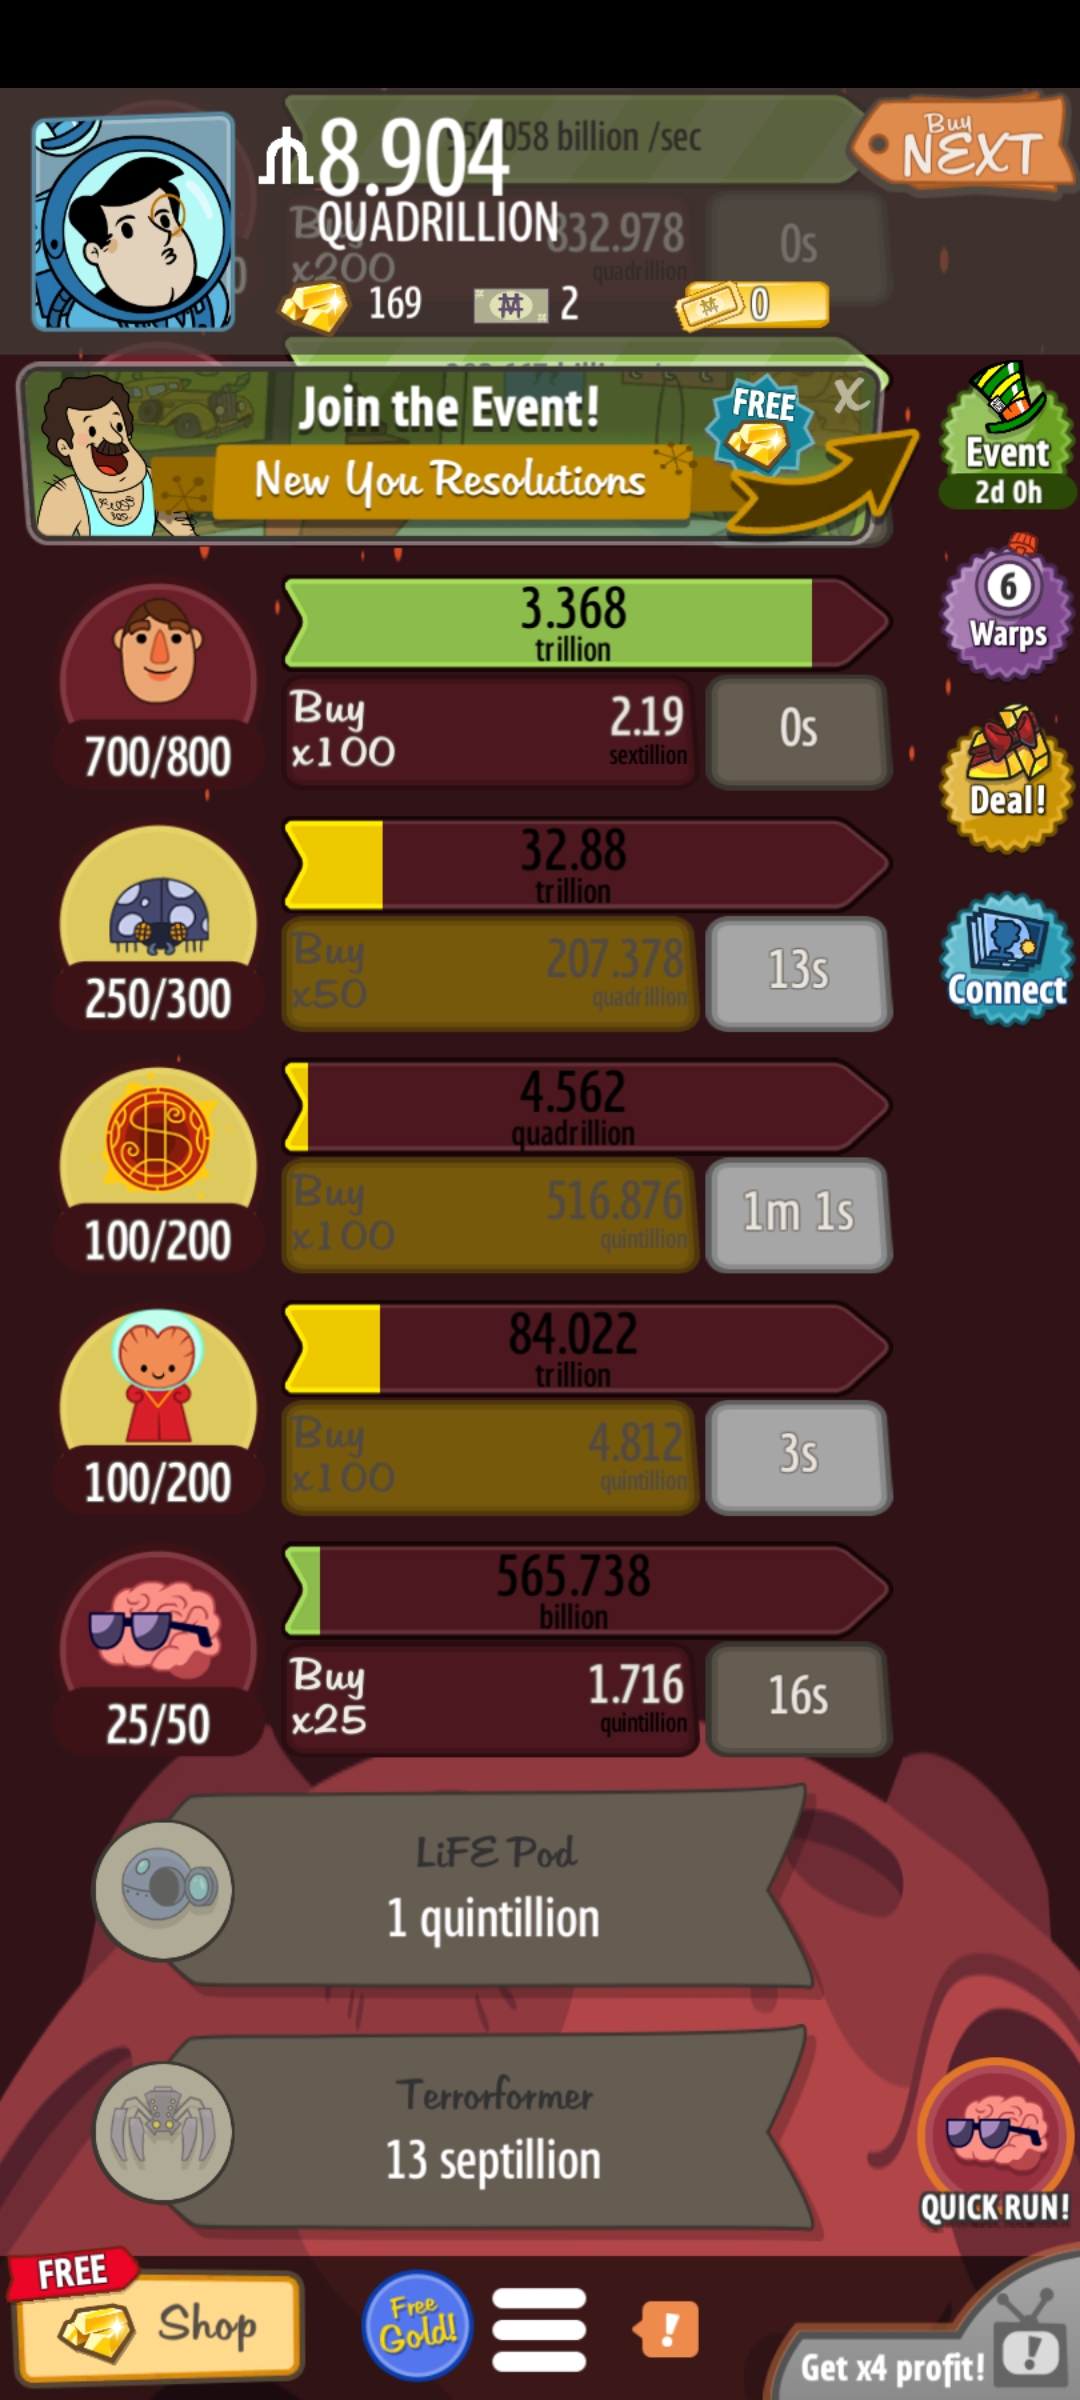 058 billion /sec
8.904
QUADRILLION
Buy
NEXT
Buy
x200
832.978
quadrillion
0s
169
2
0
Join the Event!
New You Resolutions
FREE
X
Event
2d 0h
3.368
trillion
700/800
Buy
x100
2.19
sextillion
0s
6
Warps
32.88
trillion
250/300
Buy
x50
207.378
quadrillion
13s
Deal!
Connect
4.562
quadrillion
100/200
Buy
x100
516.876
quintillion
1m 1s
84.022
trillion
100/200
Buy
x100
4.812
quintillion
3s
565.738
billion
25/50
Buy
x25
1.716
quintillion
16s
LiFE Pod
1 quintillion
Terrorformer
13 septillion
QUICK RUN!
FREE
Shop
Free
Gold!
!
Get x4 profit!
!